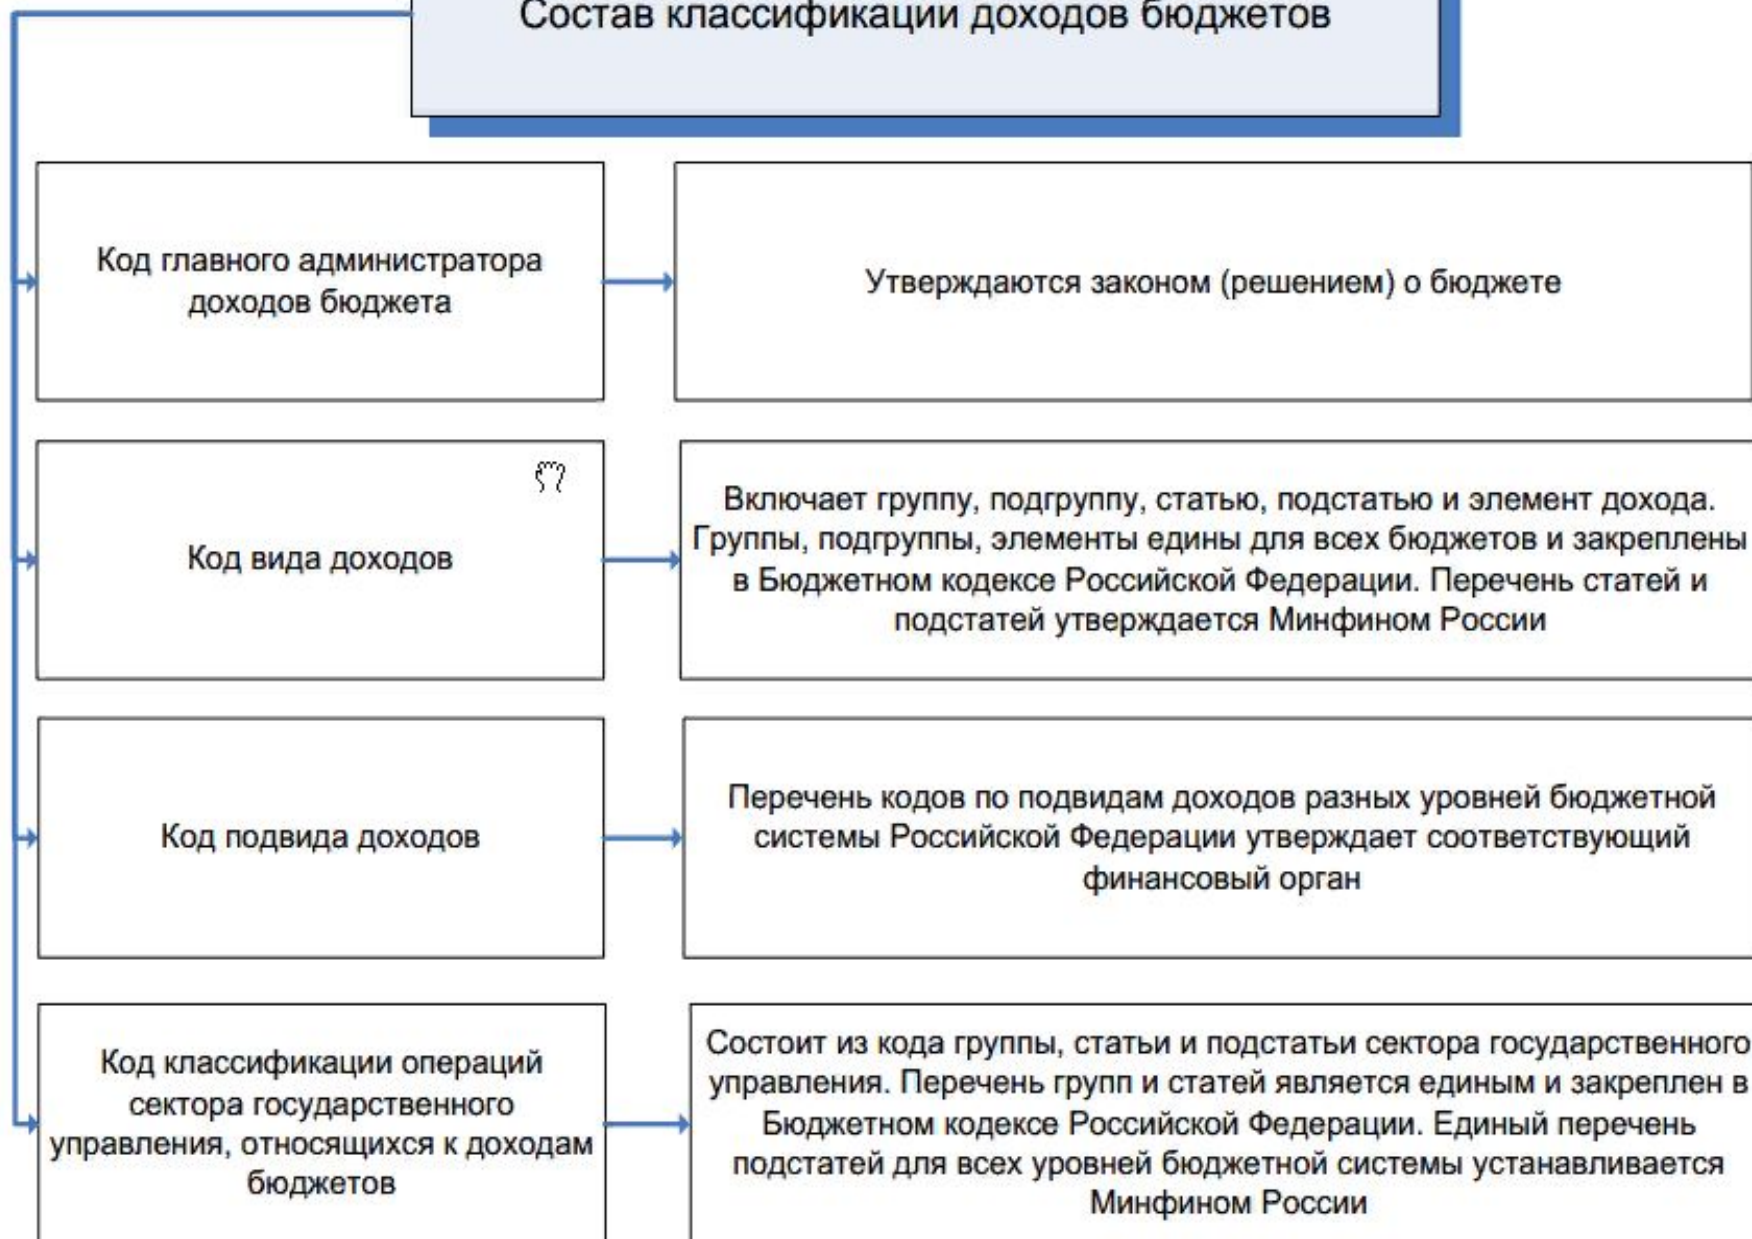 Состав классификации доходов бюджетов
Код главного администратора
доходов бюджета
Утверждаются законом (решением) о бюджете
Код вида доходов
Включает группу, подгруппу, статью, подстатью и элемент дохода.
Группы, подгруппы, элементы едины для всех бюджетов и закреплены
в Бюджетном кодексе Российской Федерации. Перечень статей и
подстатей утверждается Минфином России
Код подвида доходов
Перечень кодов по подвидам доходов разных уровней бюджетной
системы Российской Федерации утверждает соответствующий
финансовый орган
Код классификации операций
сектора государственного
управления, относящихся к доходам
бюджетов
Состоит из кода группы, статьи и подстатьи сектора государственного
управления. Перечень групп и статей является единым и закреплен в
Бюджетном кодексе Российской Федерации. Единый перечень
подстатей для всех уровней бюджетной системы устанавливается
Минфином России